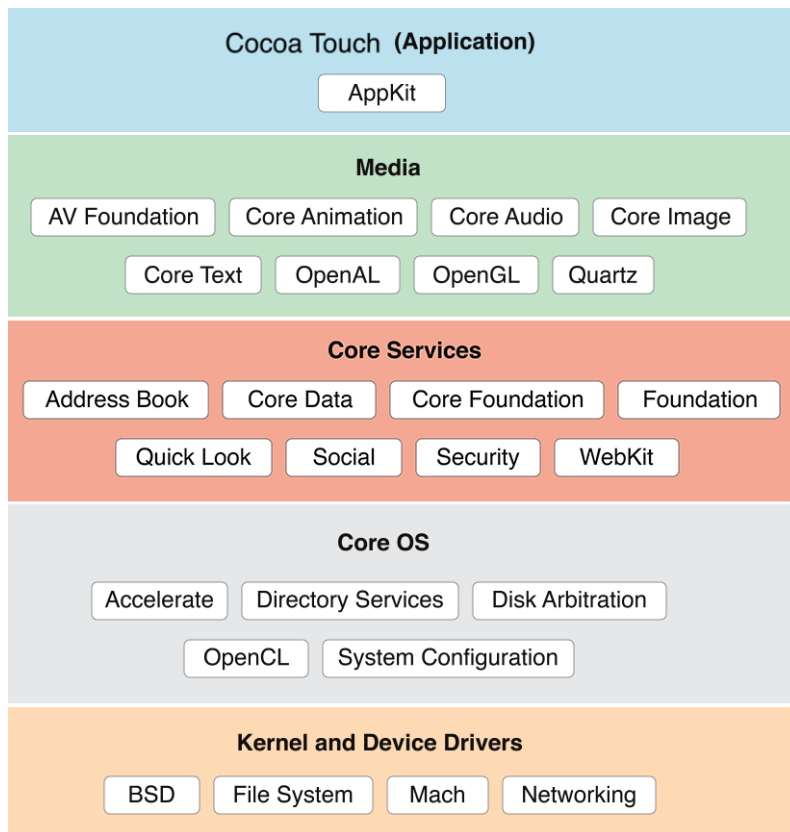 Cocoa Touch (Application)
AppKit
Media
AV Foundation Core Animation Core Audio Core Image
Core Text OpenAL OpenGL Quartz
Core Services
Address Book Core Data Core Foundation Foundation
Quick Look Social Security WebKit
Core OS
Accelerate Directory Services Disk Arbitration
OpenCL System Configuration
Kernel and Device Drivers
BSD File System Mach Networking